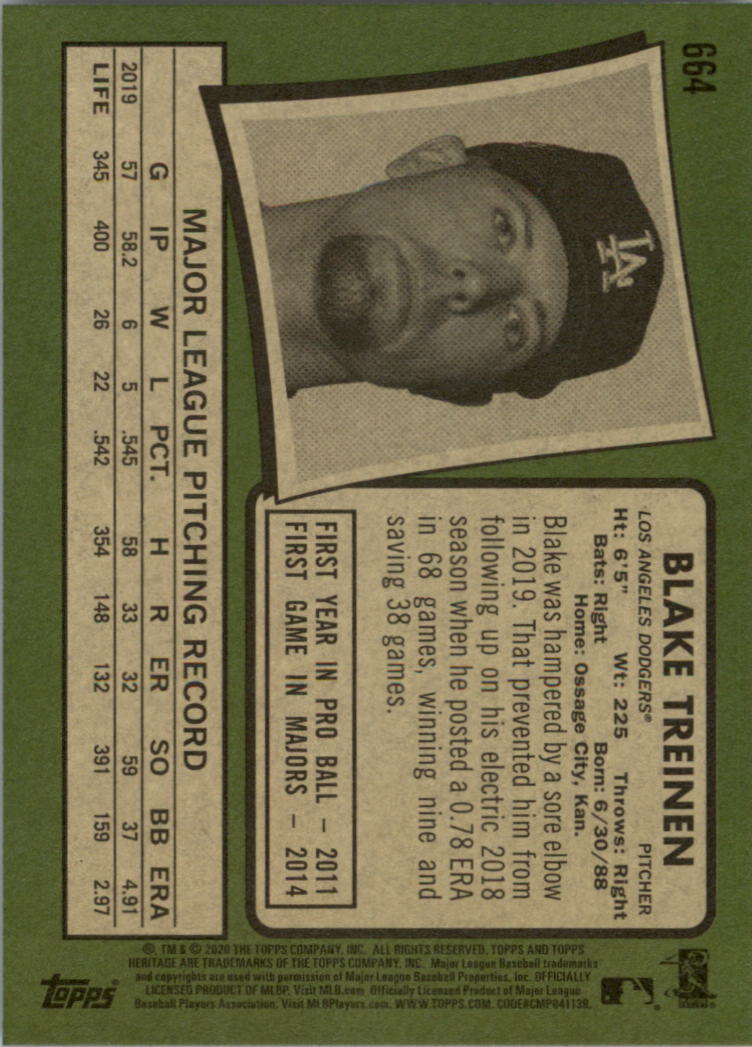 664
LA
BLAKE TREINEN
LOS ANGELES DODGERS® PITCHER
Ht: 6'5" Wt: 225 Throws: Right
Bats: Right Born: 6/30/88
Home: Ossage City, Kan.
Blake was hampered by a sore elbow
in 2019. That prevented him from
following up on his electric 2018
season when he posted a 0.78 ERA
in 68 games, winning nine and
saving 38 games.
FIRST YEAR IN PRO BALL – 2011
FIRST GAME IN MAJORS – 2014
MAJOR LEAGUE PITCHING RECORD
G IP W L PCT. H R ER SO BB ERA
2019 57 58.2 6 5 .545 58 33 32 59 37 4.91
LIFE 345 400 26 22 .542 354 148 132 391 159 2.97
®, TM & © 2020 THE TOPPS COMPANY, INC. ALL RIGHTS RESERVED. TOPPS AND TOPPS
HERITAGE ARE TRADEMARKS OF THE TOPPS COMPANY, INC. Major League Baseball trademarks
and copyrights are used with permission of Major League Baseball Properties, Inc. OFFICIALLY
LICENSED PRODUCT OF MLBP. Visit MLB.com Officially Licensed Product of Major League
Baseball Players Association. Visit MLBPlayers.com. WWW.TOPPS.COM. CODE#CMP041138.
topps